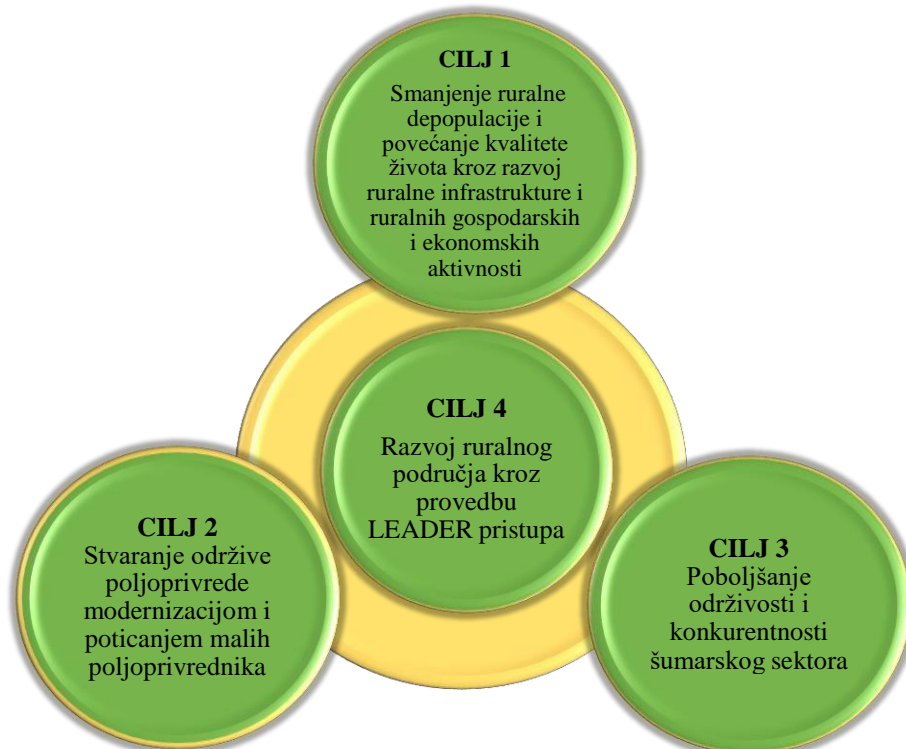 CILJ 1
Smanjenje ruralne
depopulacije i
povećanje kvalitete
života kroz razvoj
ruralne infrastrukture i
ruralnih gospodarskih
i ekonomskih
aktivnosti
CILJ 4
Razvoj ruralnog
područja kroz
provedbu
LEADER pristupa
CILJ 2
Stvaranje održive
poljoprivrede
modernizacijom i
poticanjem malih
poljoprivrednika
CILJ 3
Poboljšanje
održivosti i
konkurentnosti
šumarskog sektora